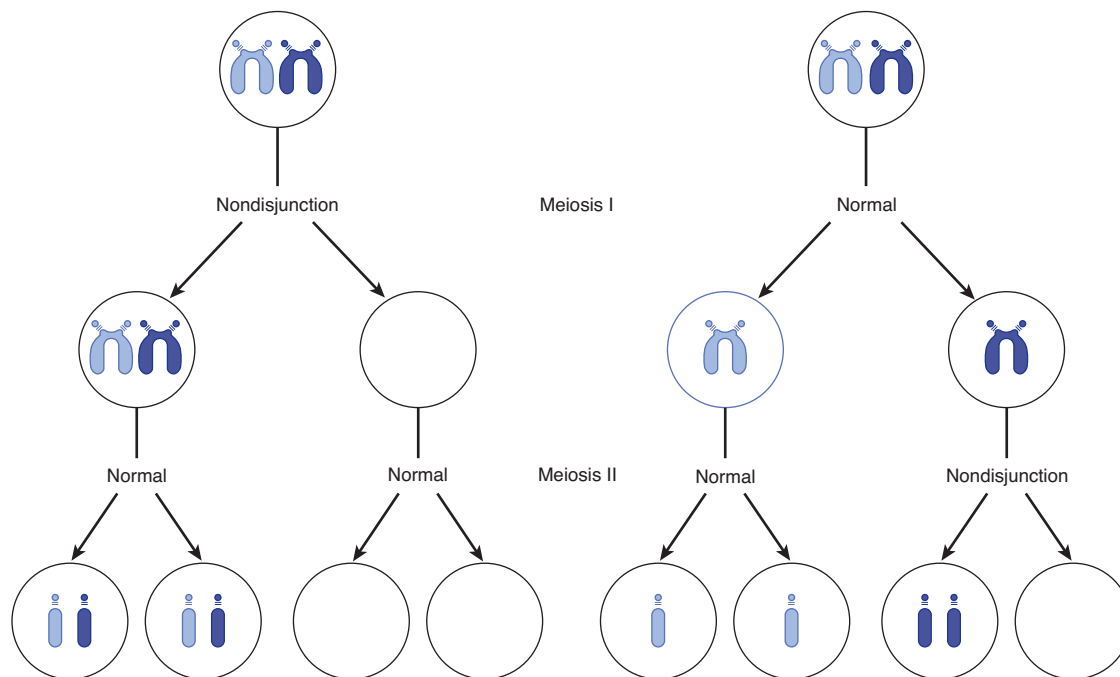 Nondisjunction
Meiosis I
Normal
Normal
Normal
Meiosis II
Normal
Nondisjunction